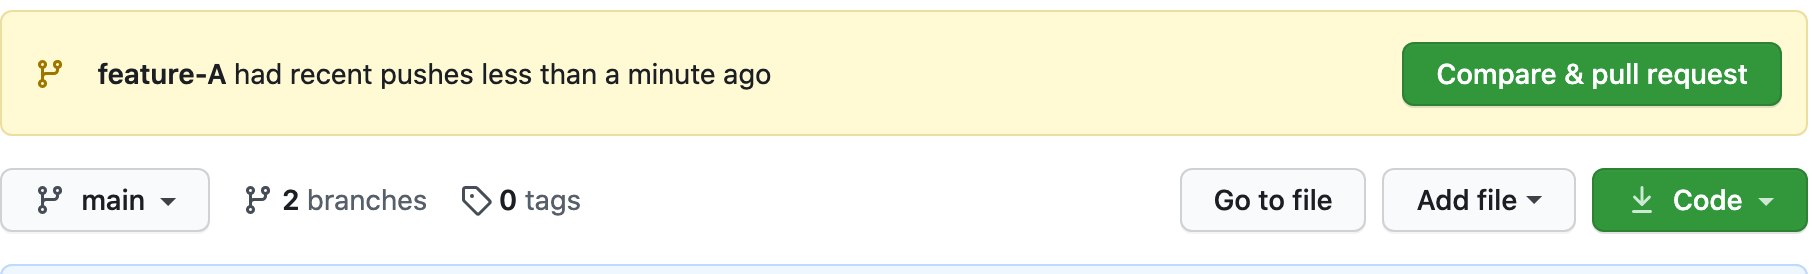 feature-A had recent pushes less than a minute ago
Compare & pull request
main
2 branches
0 tags
Go to file
Add file
Code